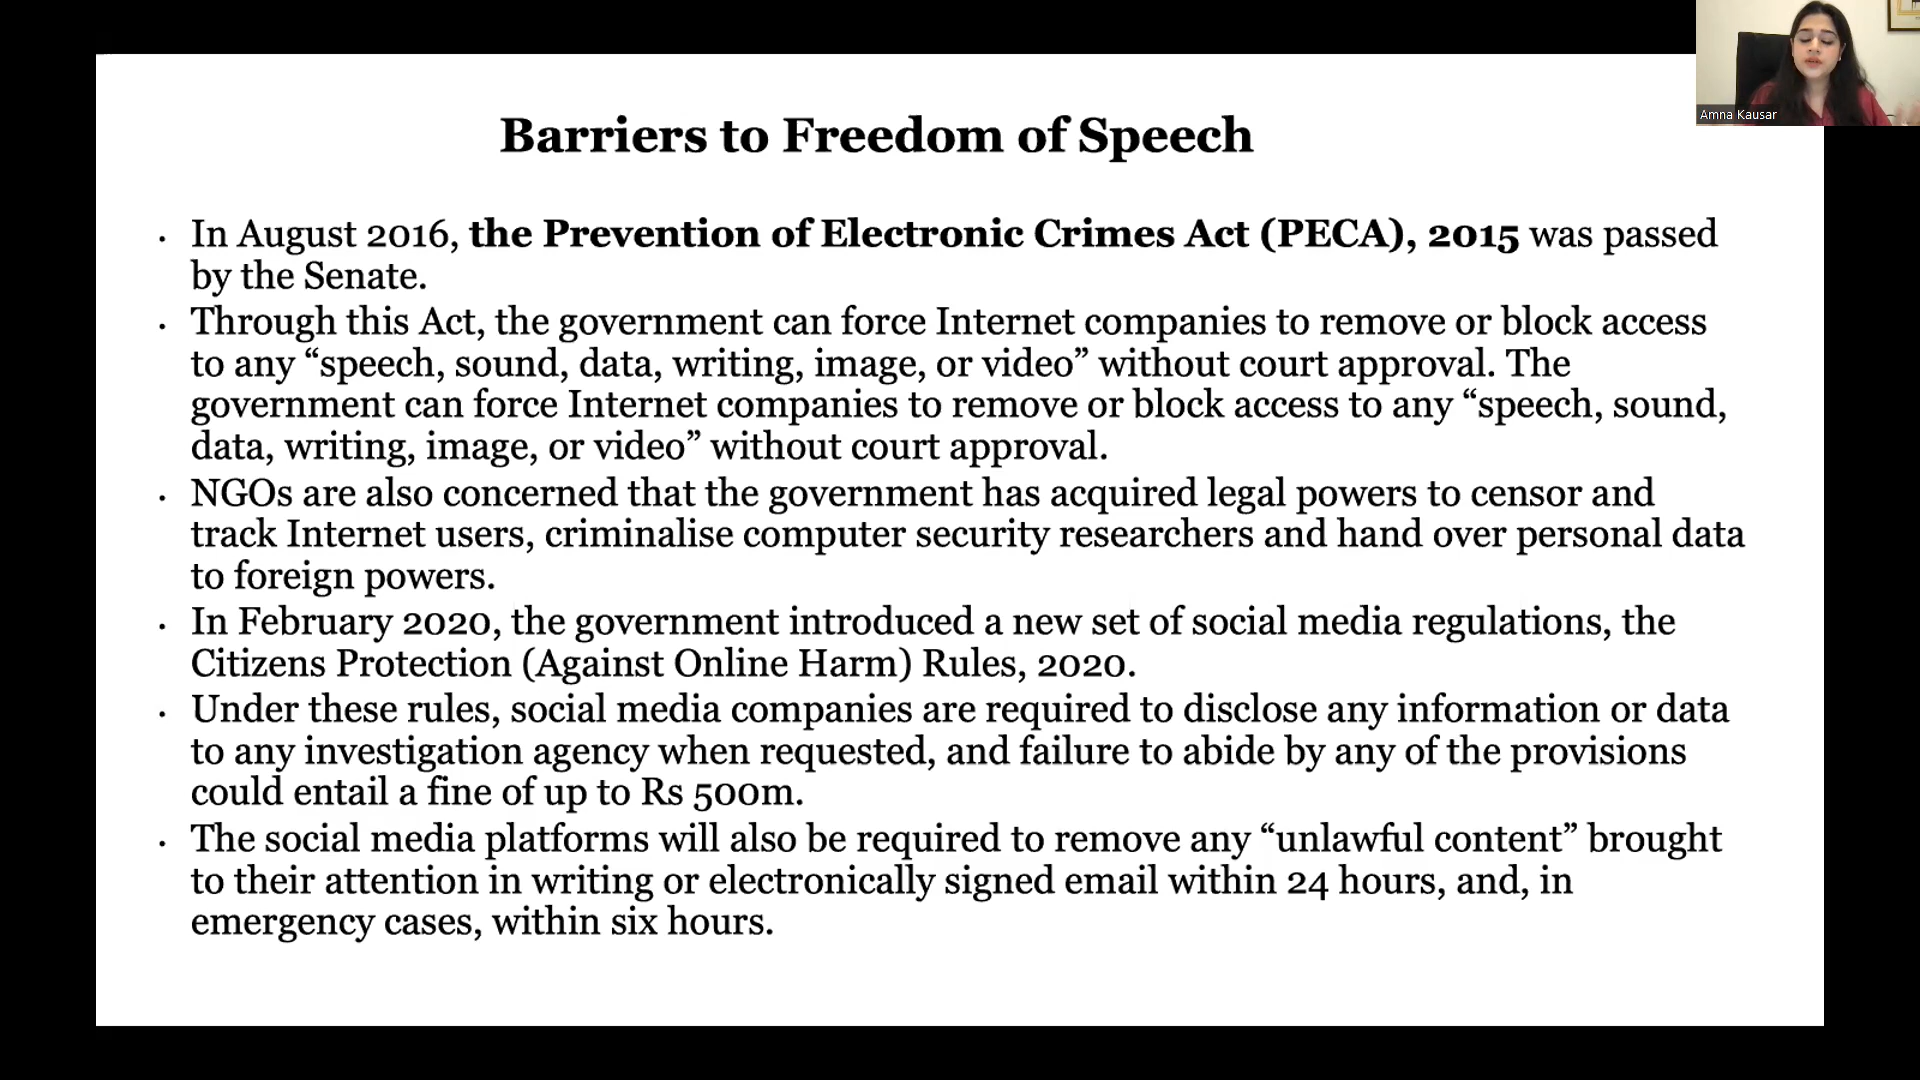 Amna Kausar
Barriers to Freedom of Speech
• In August 2016, the Prevention of Electronic Crimes Act (PECA), 2015 was passed
by the Senate.
• Through this Act, the government can force Internet companies to remove or block access
to any “speech, sound, data, writing, image, or video” without court approval. The
government can force Internet companies to remove or block access to any “speech, sound,
data, writing, image, or video” without court approval.
• NGOs are also concerned that the government has acquired legal powers to censor and
track Internet users, criminalise computer security researchers and hand over personal data
to foreign powers.
• In February 2020, the government introduced a new set of social media regulations, the
Citizens Protection (Against Online Harm) Rules, 2020.
• Under these rules, social media companies are required to disclose any information or data
to any investigation agency when requested, and failure to abide by any of the provisions
could entail a fine of up to Rs 500m.
• The social media platforms will also be required to remove any “unlawful content” brought
to their attention in writing or electronically signed email within 24 hours, and, in
emergency cases, within six hours.